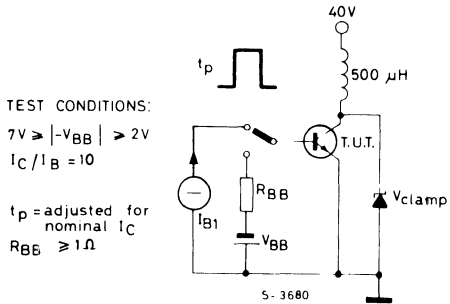 40V
tp
500 µH
TEST CONDITIONS:
7V ⩾ |-VBB| ⩾ 2V
IC/IB = 10
T.U.T.
RBB
Vclamp
tp = adjusted for
nominal IC
IB1
RBB ⩾ 1Ω
VBB
S-3680